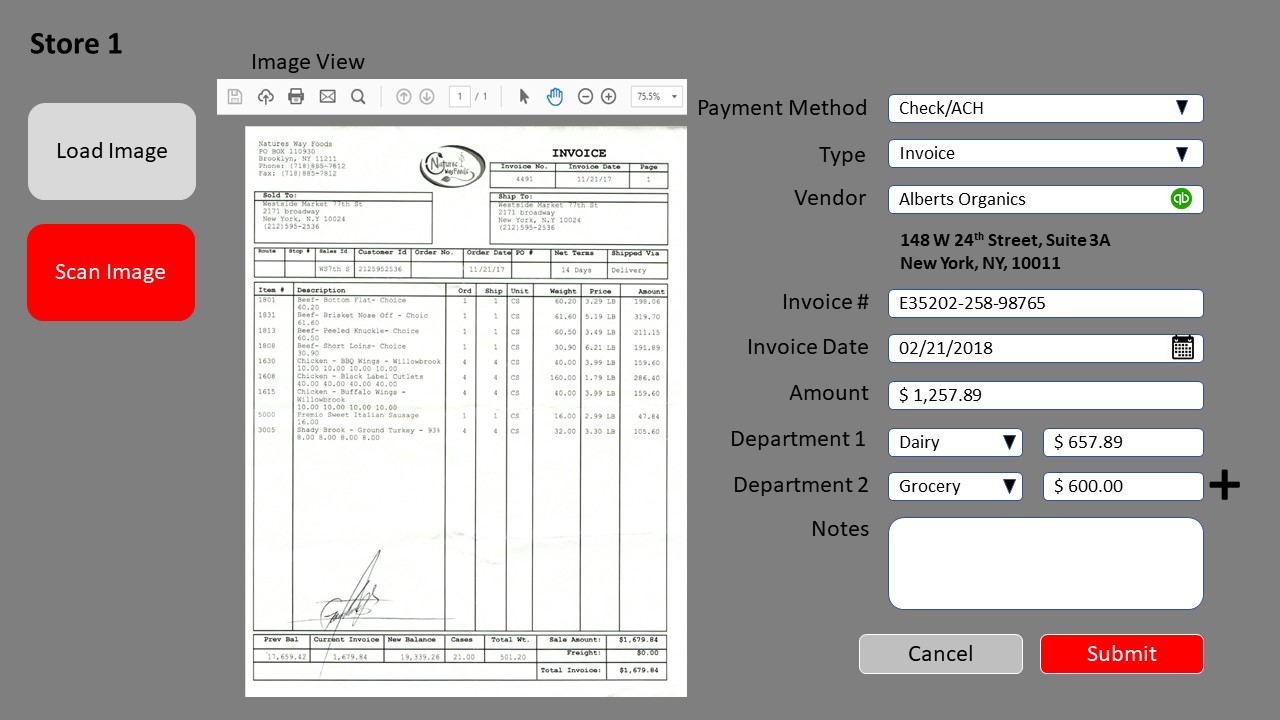 Store 1
Load Image
Scan Image
Image View
1 / 1
75.5%
Natures Way Foods
PO BOX 110930
Brooklyn, NY 11211
Phone: (718)885-7812
Fax: (718)885-7812
Natures
WayFoods
INVOICE
Invoice No. Invoice Date Page
4491 11/21/17 1
Sold To:
Westside Market 77th St
2171 broadway
New York, N.Y 10024
(212)595-2536
Ship To:
Westside Market 77th St
2171 broadway
New York, N.Y 10024
(212)595-2536
Route Stop # Sales Id Customer Id Order No. Order Date PO # Net Terms Shipped Via
WS7th S 2125952536 11/21/17 14 Days Delivery
Item # Description Ord Ship Unit Weight Price Amount
1801 Beef- Bottom Flat- Choice 1 1 CS 60.20 3.29 LB 198.06
60.20
1831 Beef- Brisket Nose Off - Choic 1 1 CS 61.60 5.19 LB 319.70
61.60
1813 Beef- Peeled Knuckle- Choice 1 1 CS 60.50 3.49 LB 211.15
60.50
1808 Beef- Short Loins- Choice 1 1 CS 30.90 6.21 LB 191.89
30.90
1630 Chicken - BBQ Wings - Willowbrook 4 4 CS 40.00 3.99 LB 159.60
10.00 10.00 10.00 10.00
1608 Chicken - Black Label Cutlets 4 4 CS 160.00 1.79 LB 286.40
40.00 40.00 40.00 40.00
1615 Chicken - Buffalo Wings - 4 4 CS 40.00 3.99 LB 159.60
Willowbrook
10.00 10.00 10.00 10.00
5000 Premio Sweet Italian Sausage 1 1 CS 16.00 2.99 LB 47.84
16.00
3005 Shady Brook - Ground Turkey - 93% 4 4 CS 32.00 3.30 LB 105.60
8.00 8.00 8.00 8.00
Prev Bal Current Invoice New Balance Cases Total Wt. Sale Amount: $1,679.84
17,659.42 1,679.84 19,339.26 21.00 501.20 Freight: $0.00
Total Invoice: $1,679.84
Payment Method Check/ACH
Type Invoice
Vendor Alberts Organics qb
148 W 24th Street, Suite 3A
New York, NY, 10011
Invoice # E35202-258-98765
Invoice Date 02/21/2018
Amount $ 1,257.89
Department 1 Dairy $ 657.89
Department 2 Grocery $ 600.00
Notes
Cancel Submit